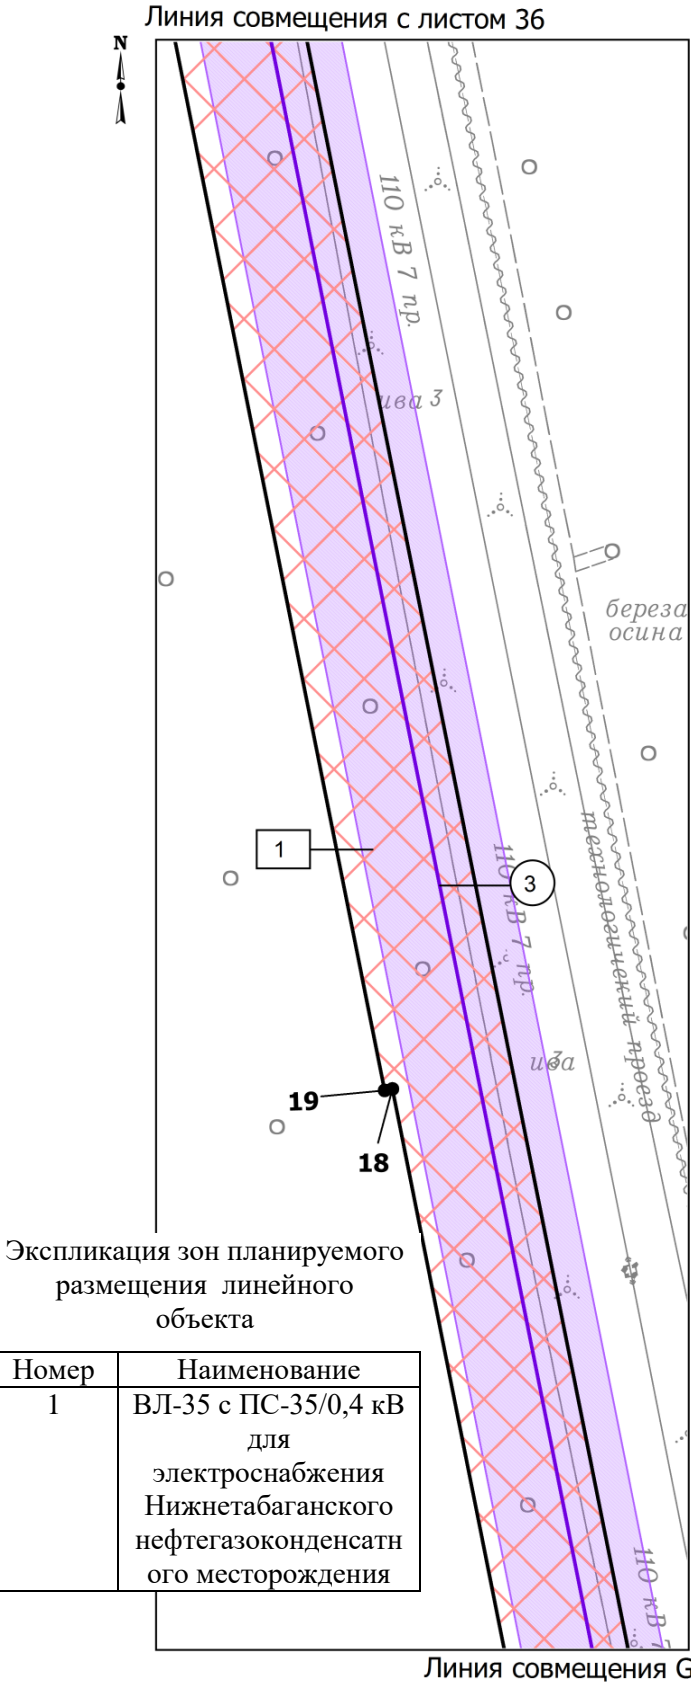 Линия совмещения с листом 36
N
110 кВ 7 пр.
ива 3
береза
осина
1
3
110 кВ 7 пр.
технологический проезд
ива
3
19
18
Экспликация зон планируемого
размещения линейного
объекта
Номер Наименование
1 ВЛ-35 с ПС-35/0,4 кВ
для
электроснабжения
Нижнетабаганского
нефтегазоконденсатн
ого месторождения
110 кВ 7
Линия совмещения G